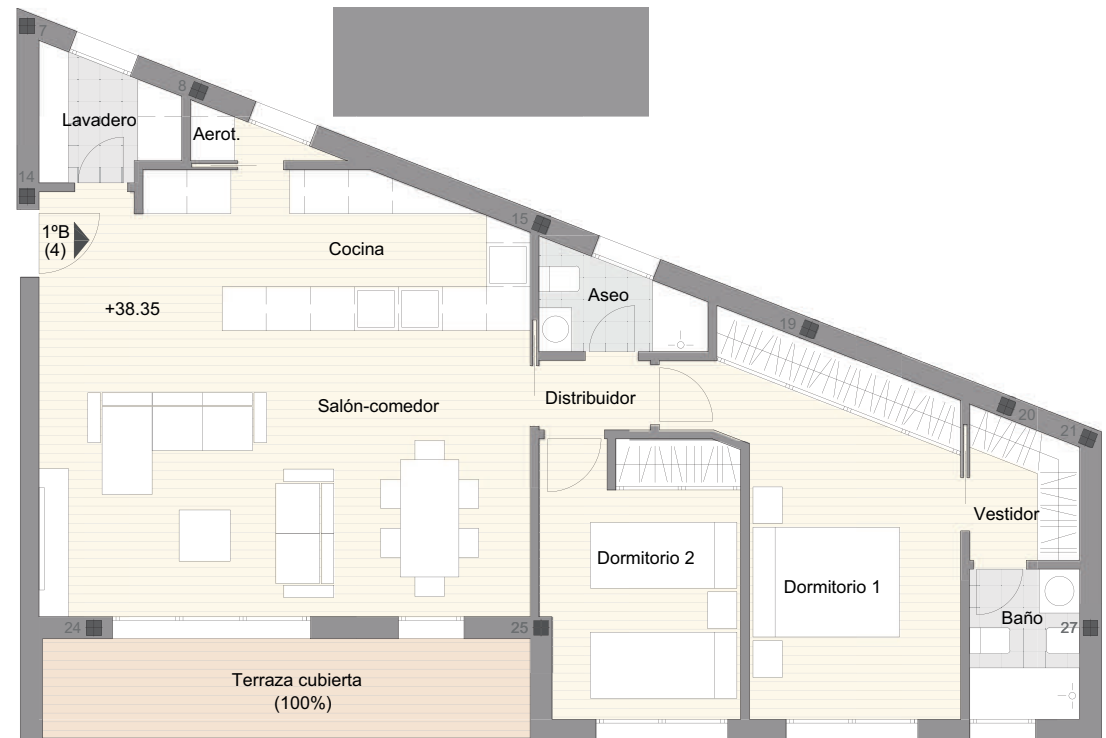 7
8
Lavadero
Aerot.
14
15
1ºB
(4)
Cocina
Aseo
+38.35
19
Salón-comedor
Distribuidor
20
21
Vestidor
Dormitorio 2
Dormitorio 1
Baño
24
25
27
Terraza cubierta
(100%)